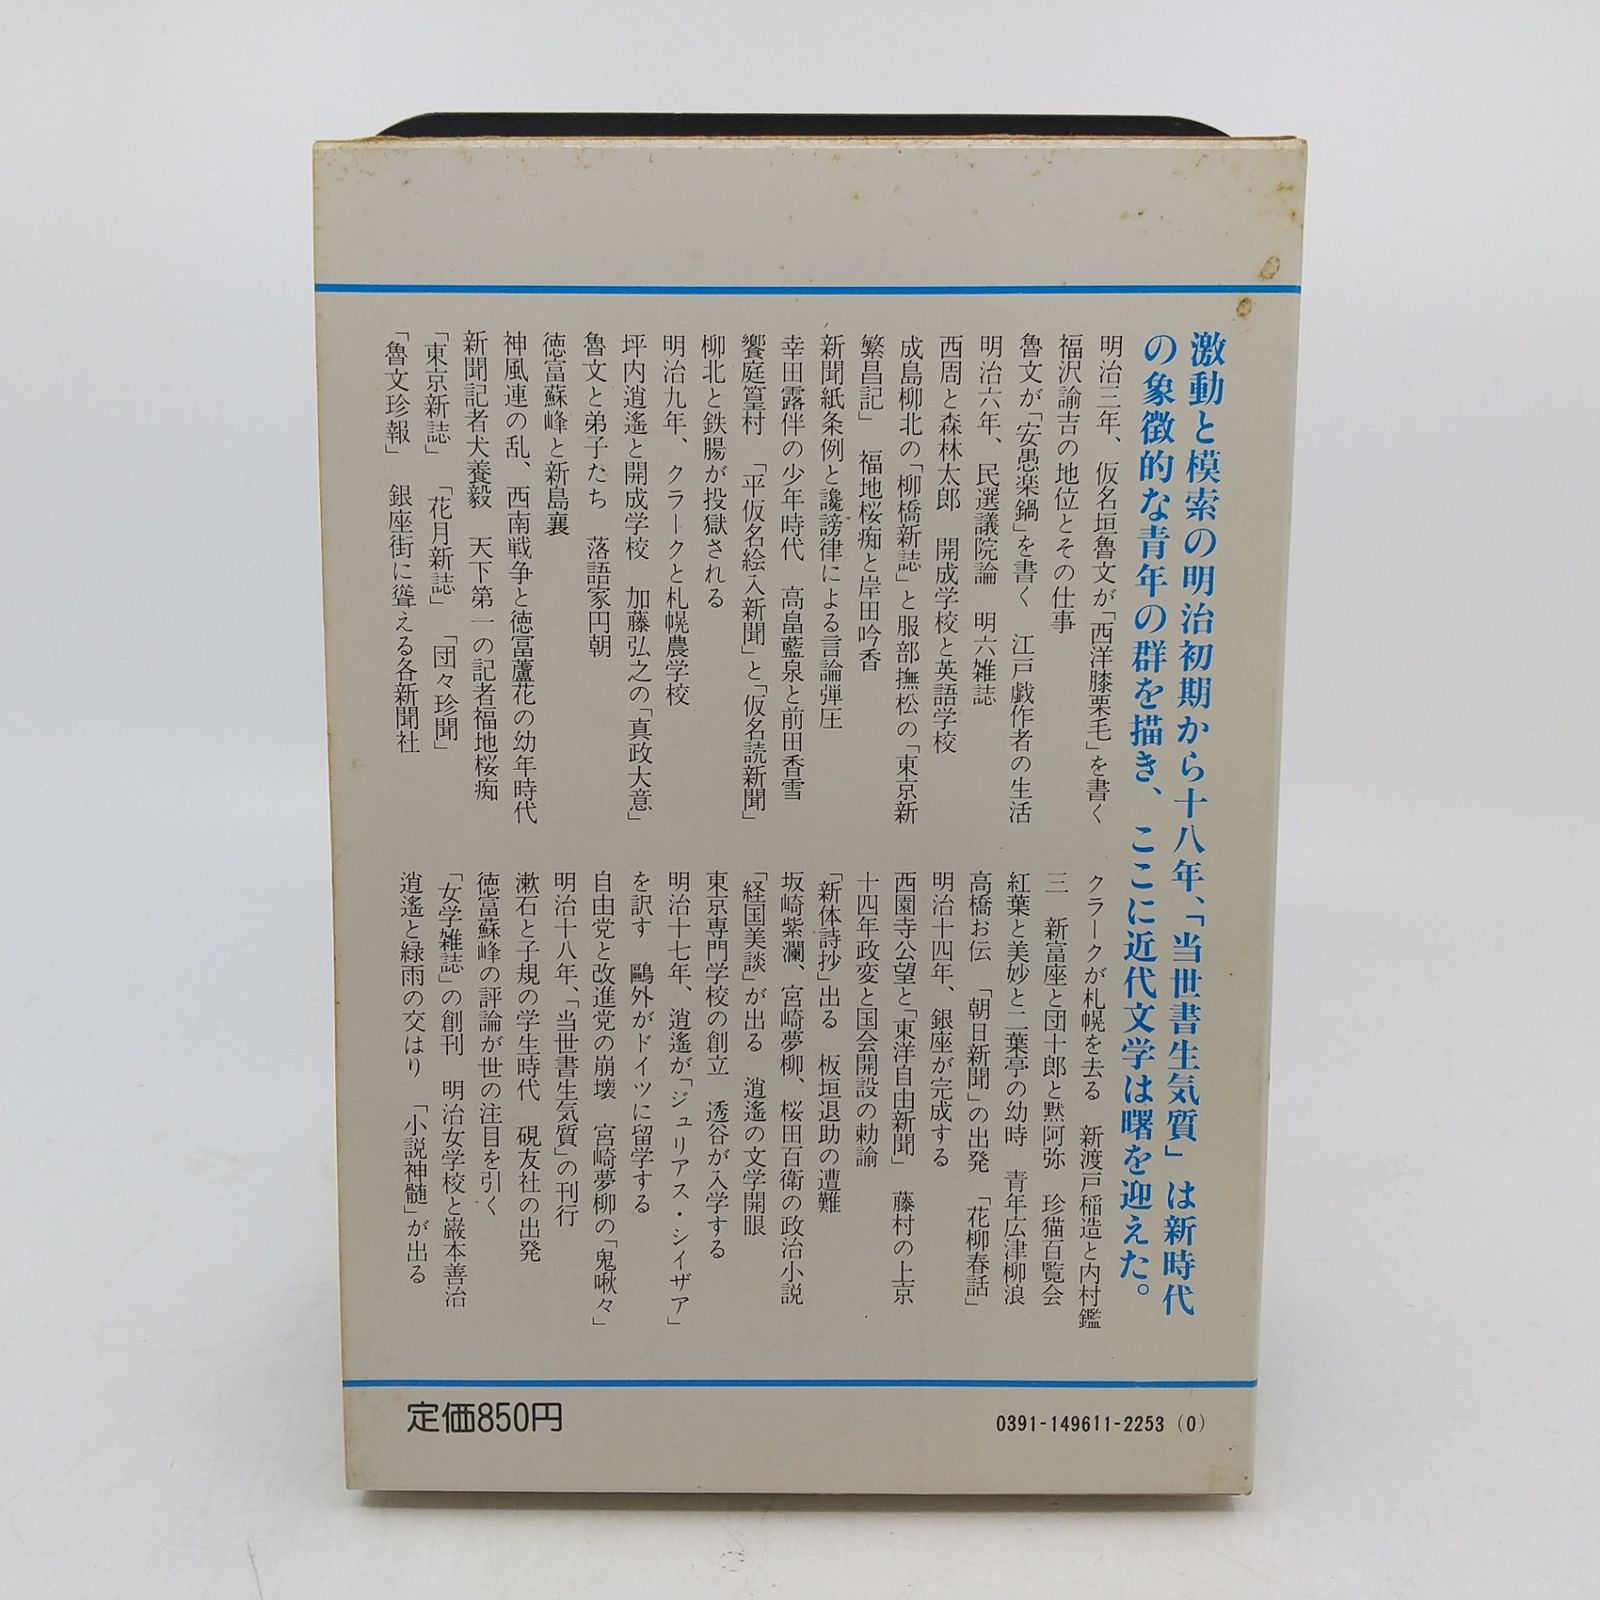 激動と模索の明治初期から十八年、「当世書生気質」は新時代
の象徴的な青年の群を描き、ここに近代文学は曙を迎えた。
明治三年、仮名垣魯文が「西洋膝栗毛」を書く
福沢諭吉の地位とその仕事
魯文が「安愚楽鍋」を書く　江戸戯作者の生活
明治六年、民選議院論　明六雑誌
西周と森林太郎　開成学校と英語学校
成島柳北の「柳橋新誌」と服部撫松の「東京新
繁昌記」　福地桜痴と岸田吟香
新聞紙条例と讒謗律による言論弾圧
幸田露伴の少年時代　高畠藍泉と前田香雪
饗庭篁村　「平仮名絵入新聞」と「仮名読新聞」
柳北と鉄腸が投獄される
明治九年、クラークと札幌農学校
坪内逍遙と開成学校　加藤弘之の「真政大意」
魯文と弟子たち　落語家円朝
徳富蘇峰と新島襄
神風連の乱、西南戦争と徳冨蘆花の幼年時代
新聞記者犬養毅　天下第一の記者福地桜痴
「東京新誌」　「花月新誌」　「団々珍聞」
「魯文珍報」　銀座街に聳える各新聞社
クラークが札幌を去る　新渡戸稲造と内村鑑
三　新富座と団十郎と黙阿弥　珍猫百覧会
紅葉と美妙と二葉亭の幼時　青年広津柳浪
高橋お伝　「朝日新聞」の出発　「花柳春話」
明治十四年、銀座が完成する
西園寺公望と「東洋自由新聞」　藤村の上京
十四年政変と国会開設の勅諭
「新体詩抄」出る　板垣退助の遭難
坂崎紫瀾、宮崎夢柳、桜田百衛の政治小説
「経国美談」が出る　逍遙の文学開眼
東京専門学校の創立　透谷が入学する
明治十七年、逍遙が「ジュリアス・シイザア」
を訳す　鷗外がドイツに留学する
自由党と改進党の崩壊　宮崎夢柳の「鬼啾々」
明治十八年、「当世書生気質」の刊行
漱石と子規の学生時代　硯友社の出発
徳富蘇峰の評論が世の注目を引く
「女学雑誌」の創刊　明治女学校と巌本善治
逍遙と緑雨の交はり　「小説神髄」が出る
定価850円
0391-149611-2253（0）